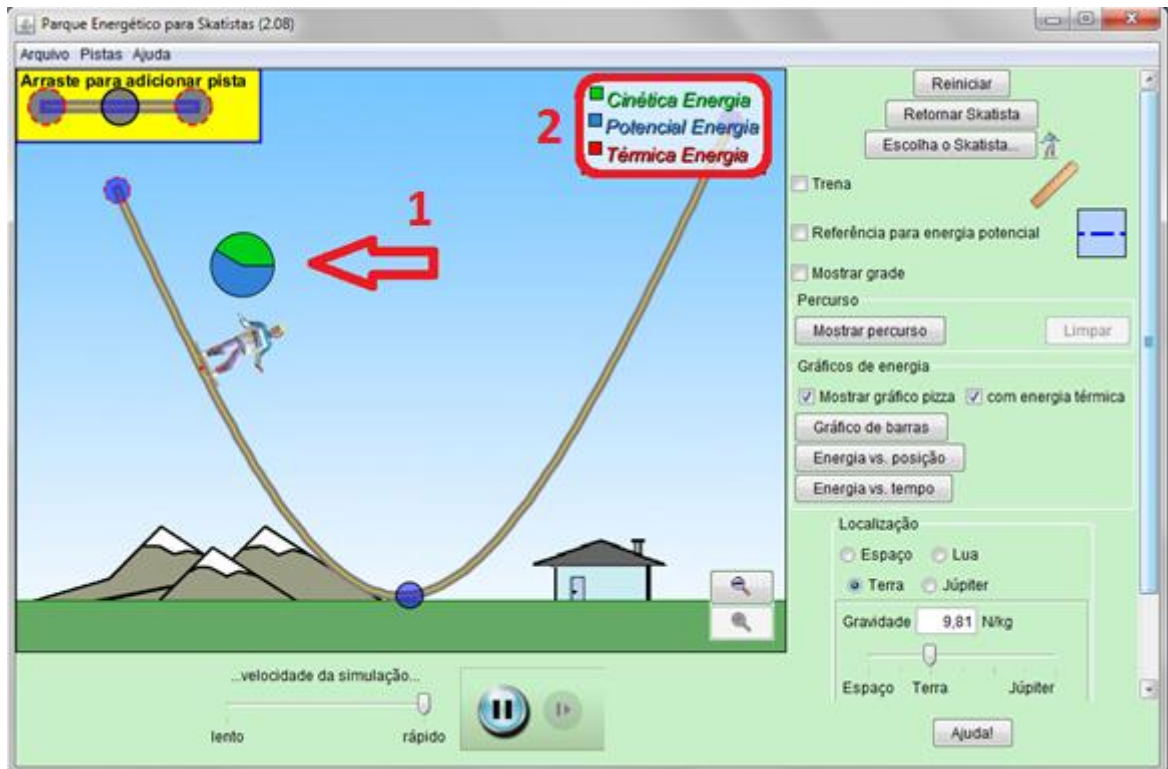 Parque Energético para Skatistas (2.08)
Arquivo Pistas Ajuda
Arraste para adicionar pista
1
2
Cinética Energia
Potencial Energia
Térmica Energia
Reiniciar
Retornar Skatista
Escolha o Skatista...
Trena
Referência para energia potencial
Mostrar grade
Percurso
Mostrar percurso
Limpar
Gráficos de energia
Mostrar gráfico pizza com energia térmica
Gráfico de barras
Energia vs. posição
Energia vs. tempo
Localização
Espaço Lua
Terra Júpiter
Gravidade 9,81 N/kg
Espaço Terra Júpiter
Ajuda!
...velocidade da simulação...
lento rápido